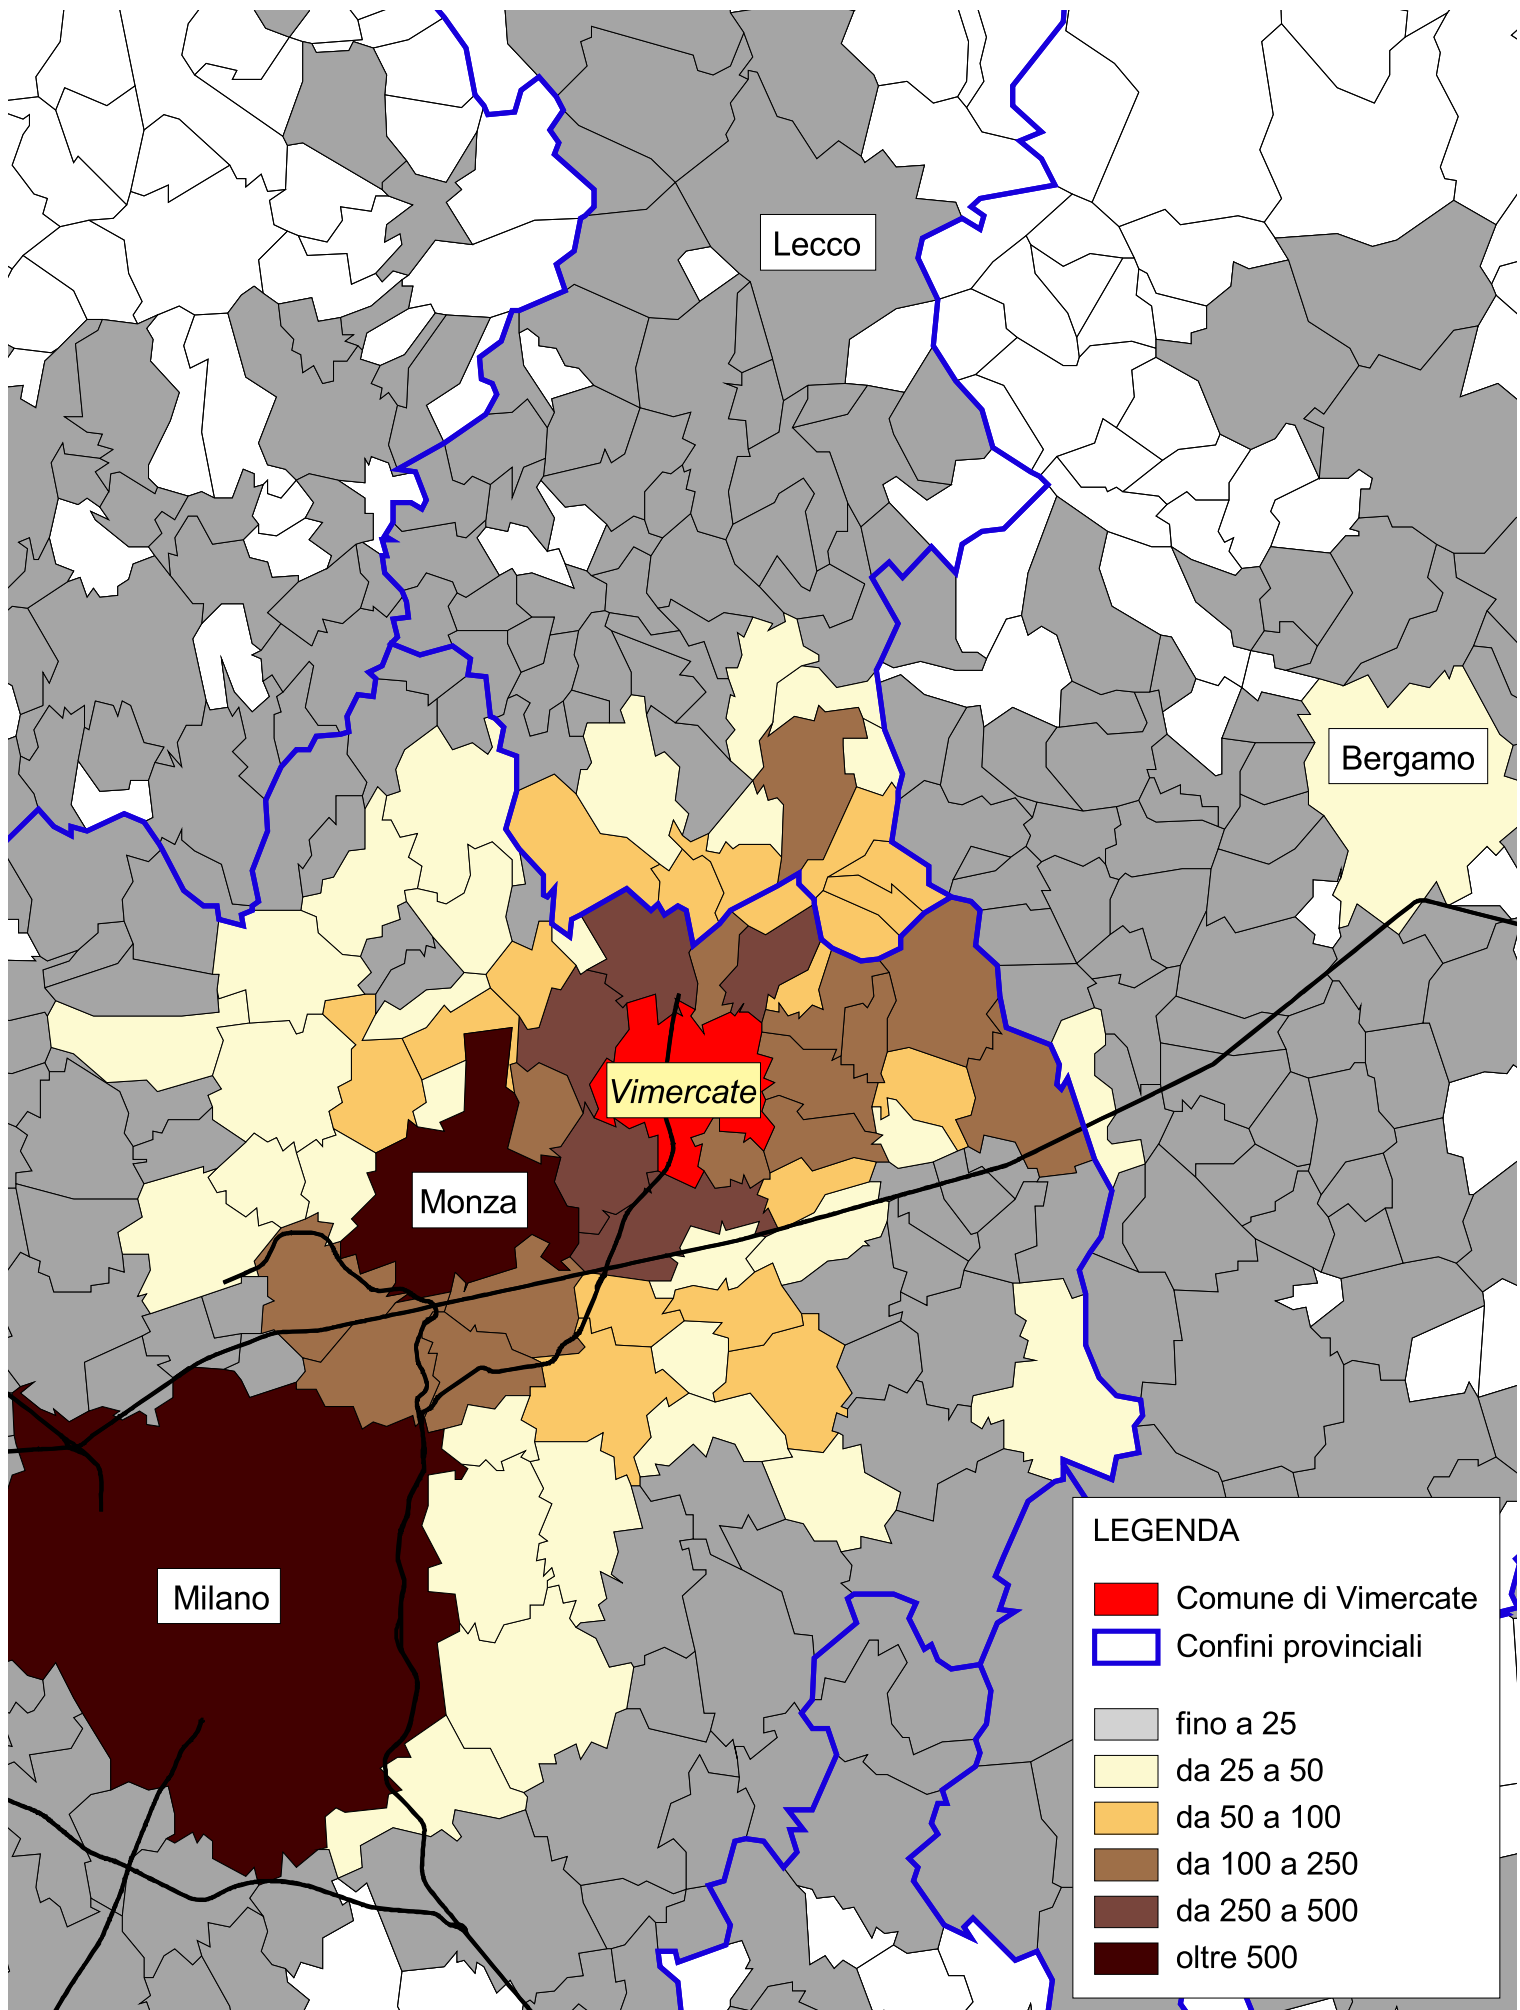 Lecco
Bergamo
Vimercate
Monza
Milano
LEGENDA
Comune di Vimercate
Confini provinciali
fino a 25
da 25 a 50
da 50 a 100
da 100 a 250
da 250 a 500
oltre 500